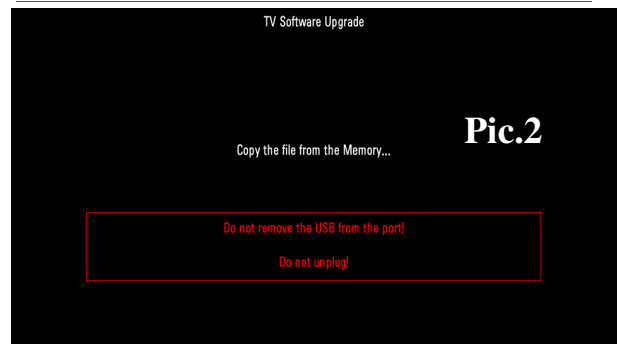 TV Software Upgrade
Pic.2
Copy the file from the Memory...
Do not remove the USB from the port!
Do not unplug!